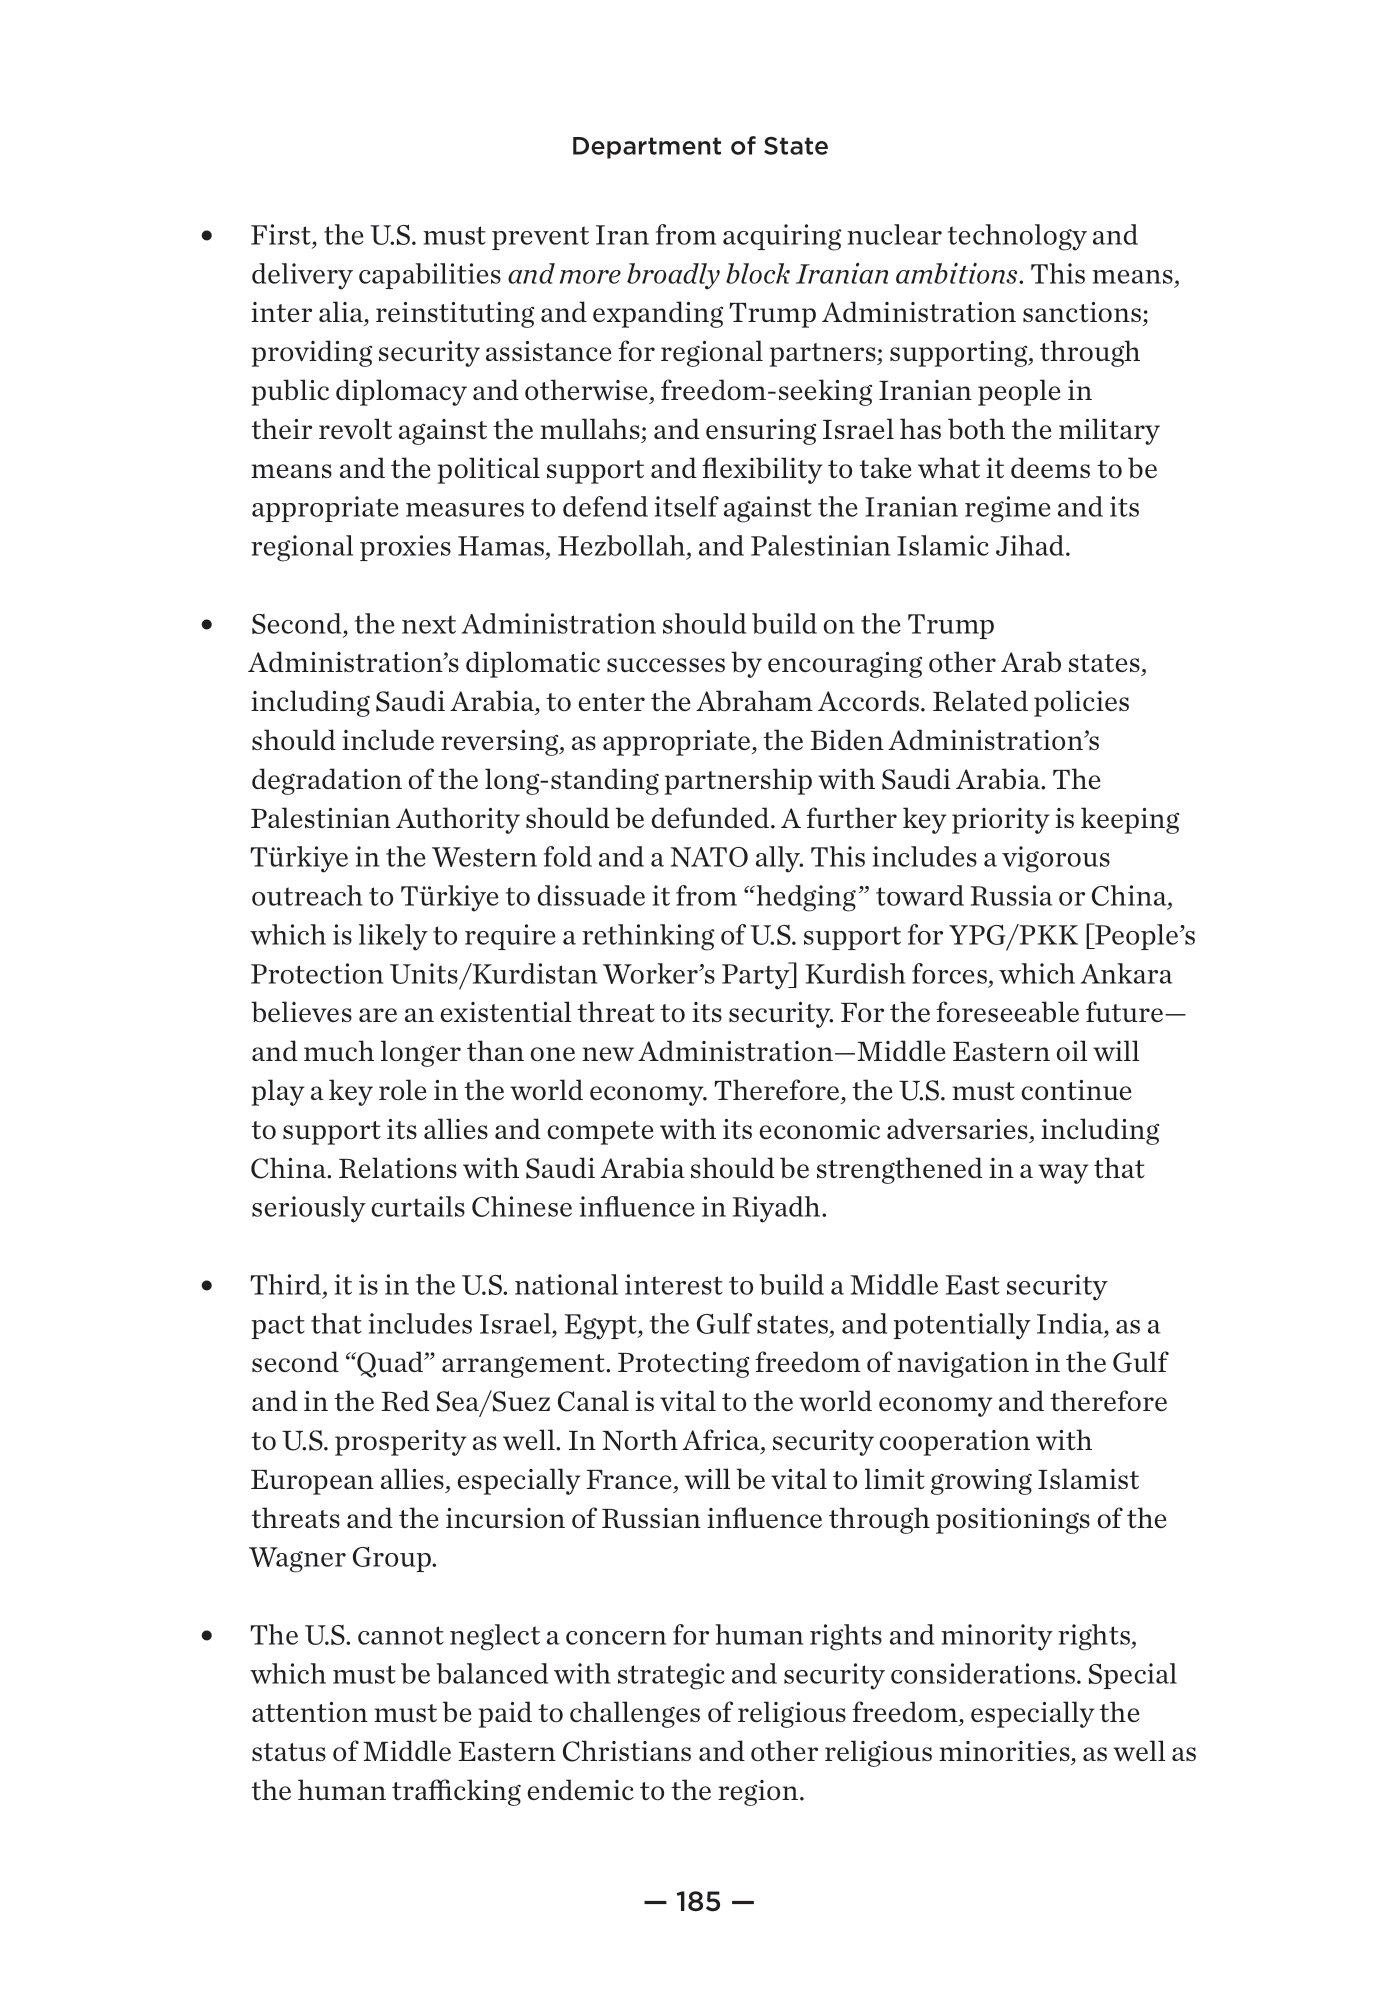 Department of State
• First, the U.S. must prevent Iran from acquiring nuclear technology and
delivery capabilities and more broadly block Iranian ambitions. This means,
inter alia, reinstituting and expanding Trump Administration sanctions;
providing security assistance for regional partners; supporting, through
public diplomacy and otherwise, freedom-seeking Iranian people in
their revolt against the mullahs; and ensuring Israel has both the military
means and the political support and flexibility to take what it deems to be
appropriate measures to defend itself against the Iranian regime and its
regional proxies Hamas, Hezbollah, and Palestinian Islamic Jihad.
• Second, the next Administration should build on the Trump
Administration’s diplomatic successes by encouraging other Arab states,
including Saudi Arabia, to enter the Abraham Accords. Related policies
should include reversing, as appropriate, the Biden Administration’s
degradation of the long-standing partnership with Saudi Arabia. The
Palestinian Authority should be defunded. A further key priority is keeping
Türkiye in the Western fold and a NATO ally. This includes a vigorous
outreach to Türkiye to dissuade it from “hedging” toward Russia or China,
which is likely to require a rethinking of U.S. support for YPG/PKK [People’s
Protection Units/Kurdistan Worker’s Party] Kurdish forces, which Ankara
believes are an existential threat to its security. For the foreseeable future—
and much longer than one new Administration—Middle Eastern oil will
play a key role in the world economy. Therefore, the U.S. must continue
to support its allies and compete with its economic adversaries, including
China. Relations with Saudi Arabia should be strengthened in a way that
seriously curtails Chinese influence in Riyadh.
• Third, it is in the U.S. national interest to build a Middle East security
pact that includes Israel, Egypt, the Gulf states, and potentially India, as a
second “Quad” arrangement. Protecting freedom of navigation in the Gulf
and in the Red Sea/Suez Canal is vital to the world economy and therefore
to U.S. prosperity as well. In North Africa, security cooperation with
European allies, especially France, will be vital to limit growing Islamist
threats and the incursion of Russian influence through positionings of the
Wagner Group.
• The U.S. cannot neglect a concern for human rights and minority rights,
which must be balanced with strategic and security considerations. Special
attention must be paid to challenges of religious freedom, especially the
status of Middle Eastern Christians and other religious minorities, as well as
the human trafficking endemic to the region.
— 185 —